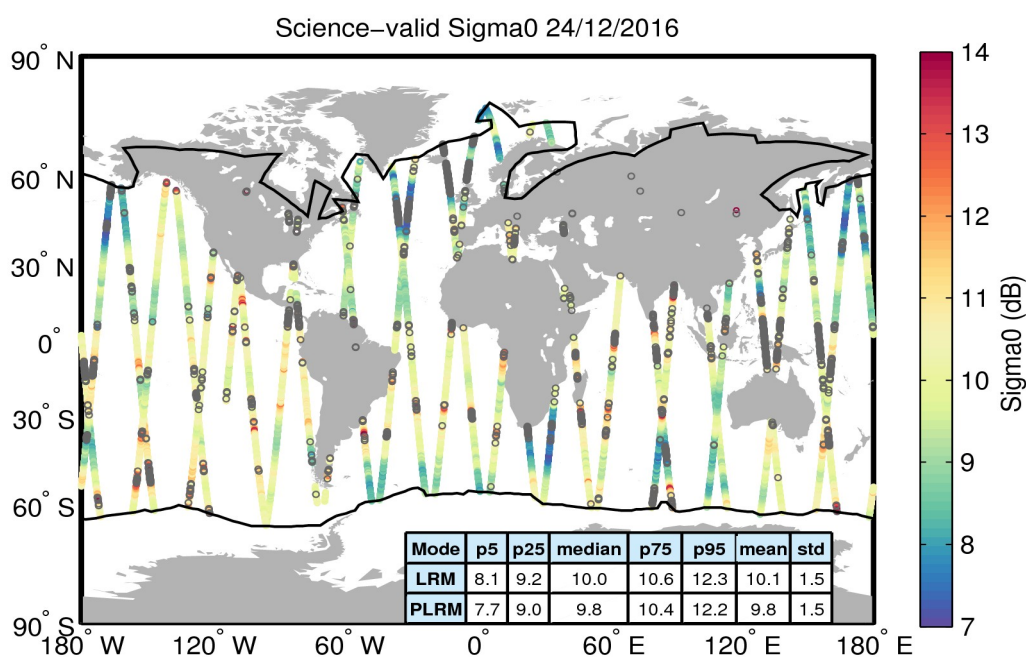 Science−valid Sigma0 24/12/2016
90° N
60° N
30° N
0°
30° S
60° S
90° S
180° W
120° W
60° W
0°
60° E
120° E
180° E
Mode p5 p25 median p75 p95 mean std
LRM 8.1 9.2 10.0 10.6 12.3 10.1 1.5
PLRM 7.7 9.0 9.8 10.4 12.2 9.8 1.5
14
13
12
11
10
9
8
7
Sigma0 (dB)